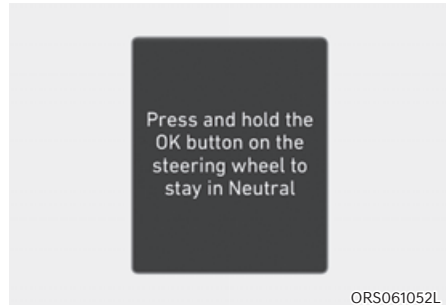 Press and hold the
OK button on the
steering wheel to
stay in Neutral
ORS061052L